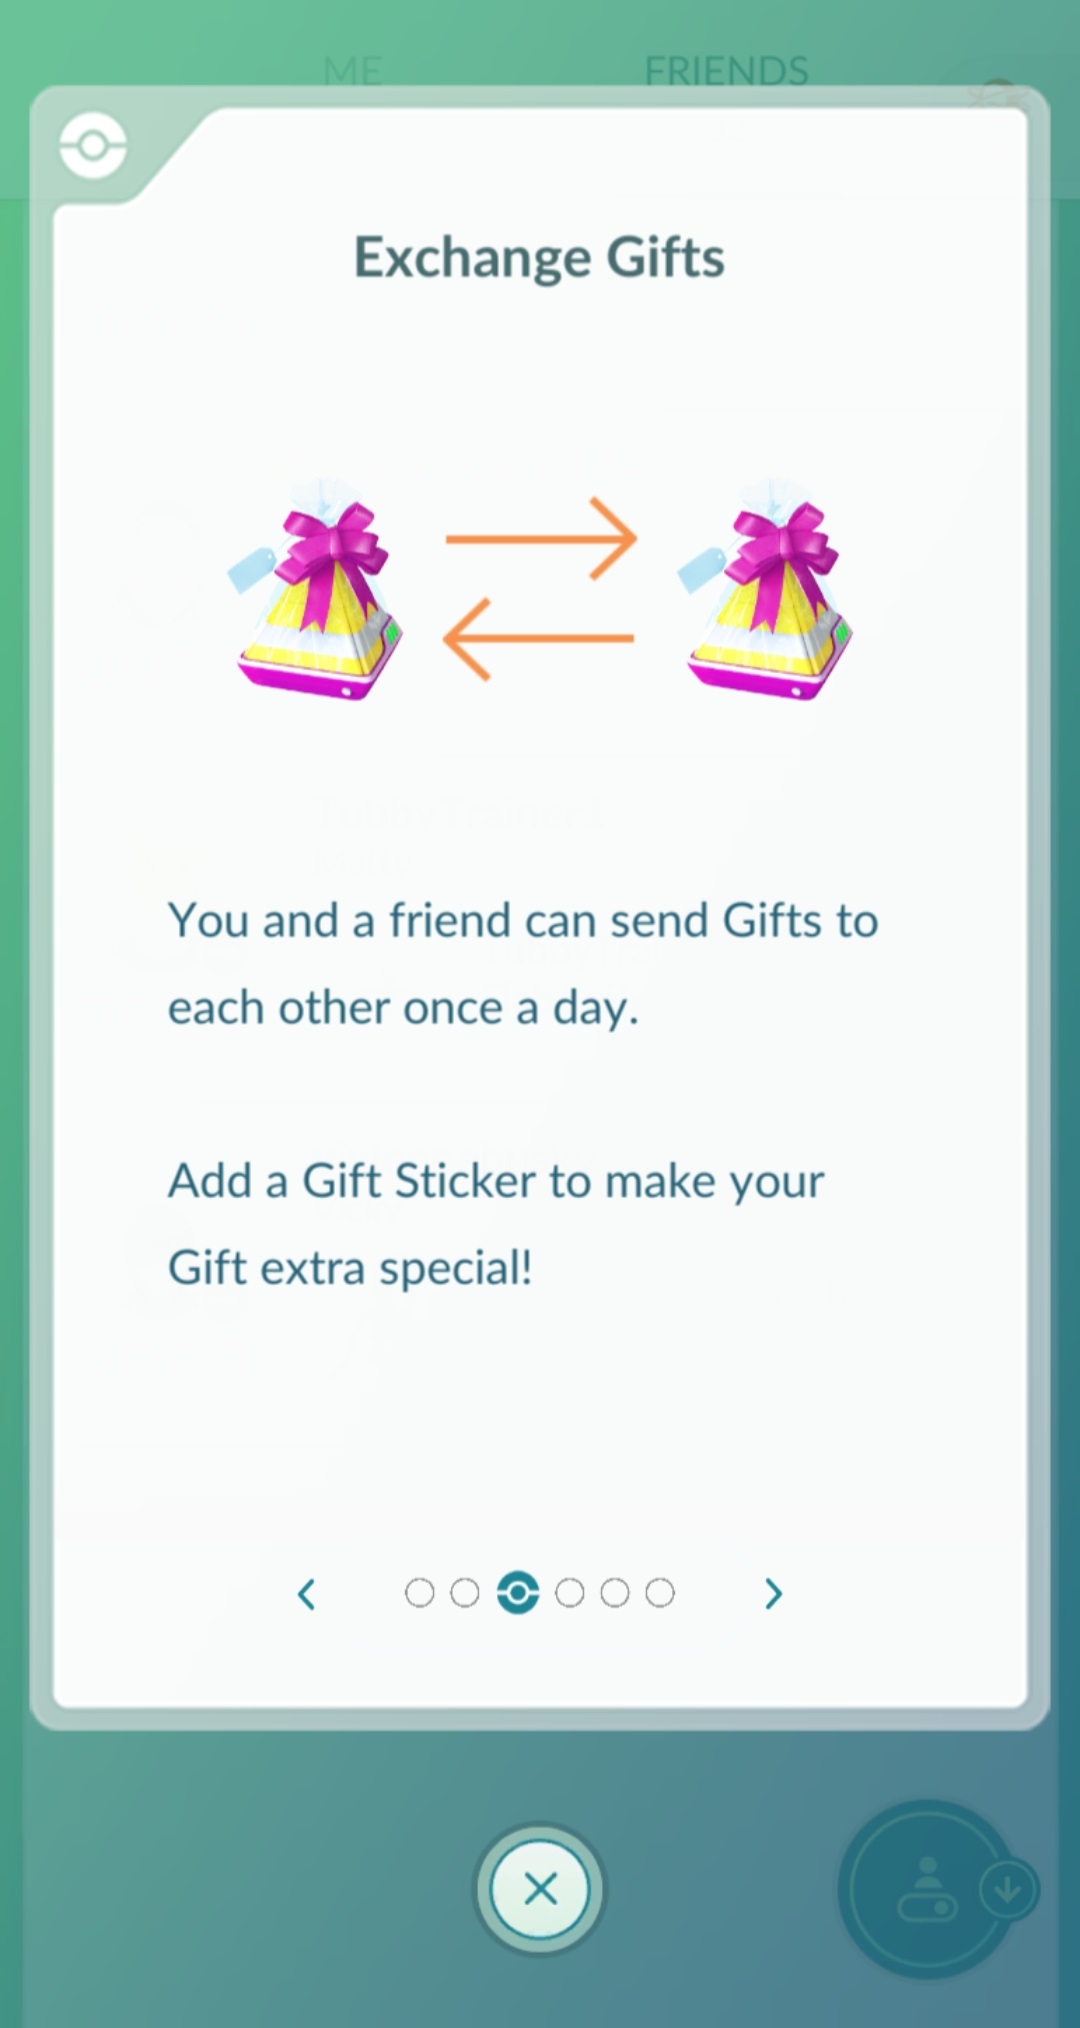 ME FRIENDS
Exchange Gifts
You and a friend can send Gifts to
each other once a day.
Add a Gift Sticker to make your
Gift extra special!